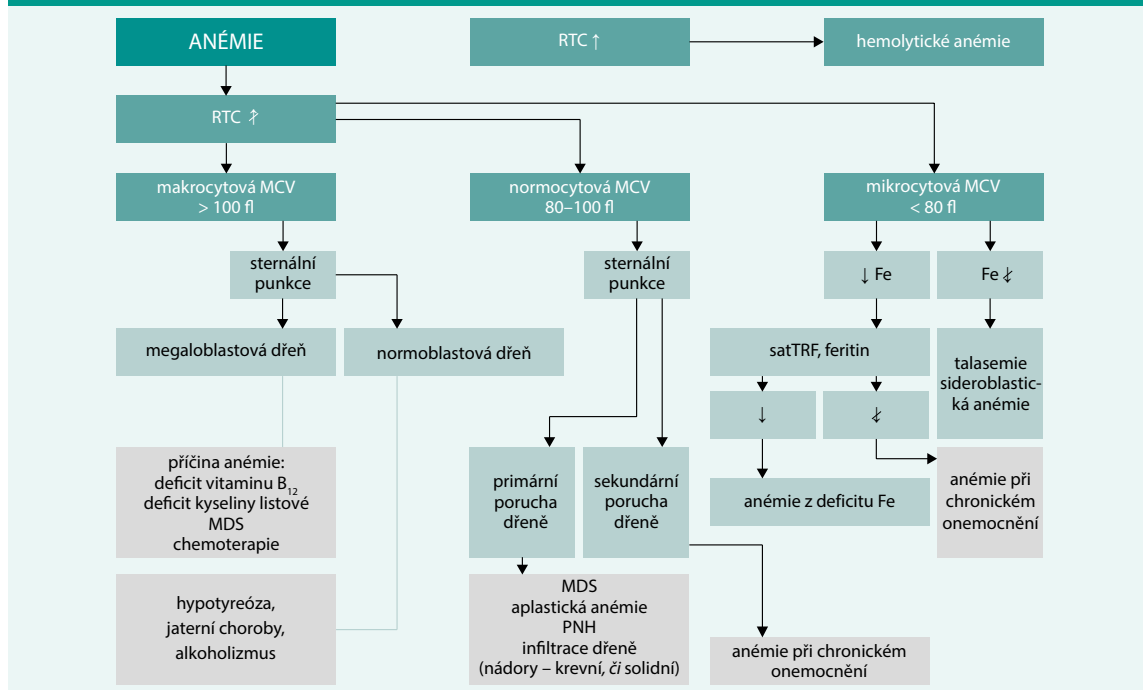 ANÉMIE
RTC ↑
hemolytické anémie
RTC ↑̸
makrocytová MCV
> 100 fl
normocytová MCV
80–100 fl
mikrocytová MCV
< 80 fl
sternální
punkce
sternální
punkce
↓ Fe
Fe ↓̸
megaloblastová dřeň
normoblastová dřeň
satTRF, feritin
talasemie
sideroblastic-
ká anémie
↓
↓̸
příčina anémie:
deficit vitaminu B₁₂
deficit kyseliny listové
MDS
chemoterapie
primární
porucha
dřeně
sekundární
porucha
dřeně
anémie z deficitu Fe
anémie při
chronickém
onemocnění
hypotyreóza,
jaterní choroby,
alkoholizmus
MDS
aplastická anémie
PNH
infiltrace dřeně
(nádory – krevní, či solidní)
anémie při chronickém
onemocnění